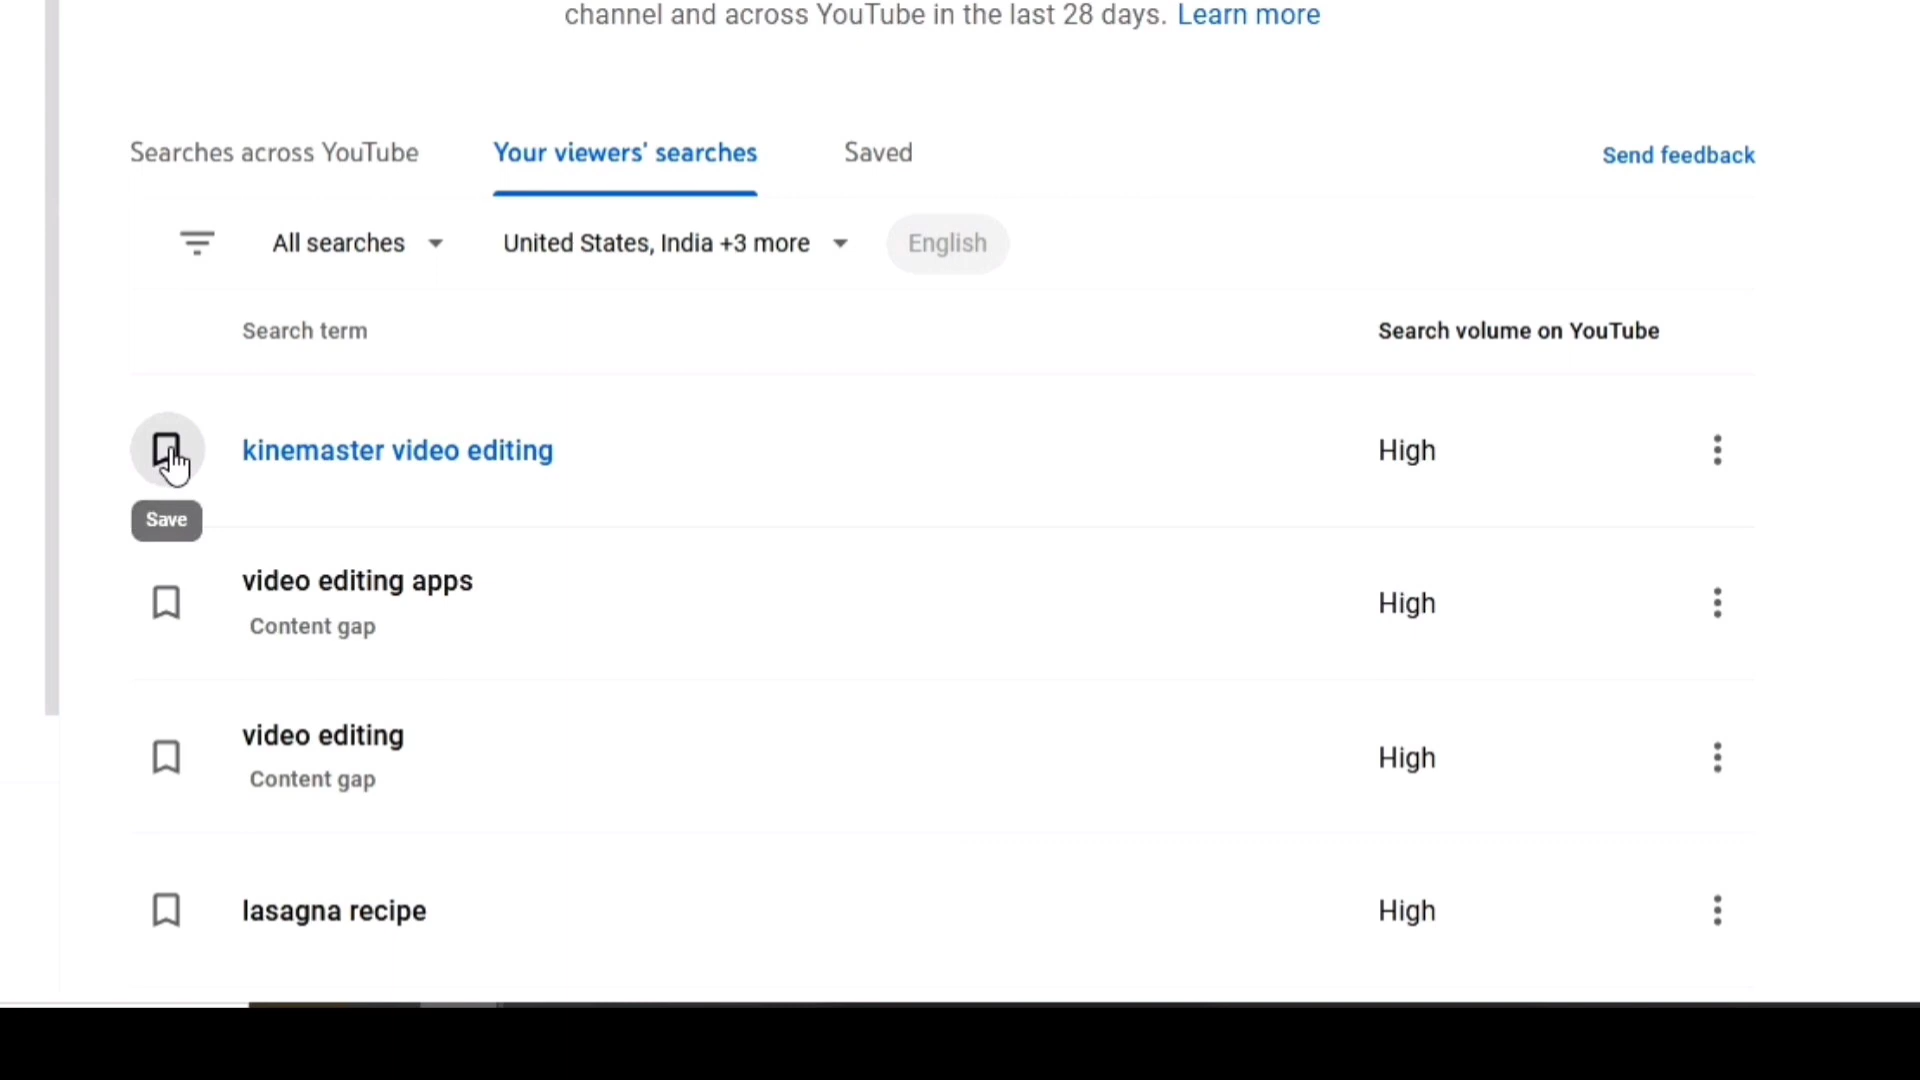 channel and across YouTube in the last 28 days. Learn more
Searches across YouTube Your viewers' searches Saved Send feedback
All searches United States, India +3 more English
Search term Search volume on YouTube
kinemaster video editing High
Save
video editing apps High
Content gap
video editing High
Content gap
lasagna recipe High